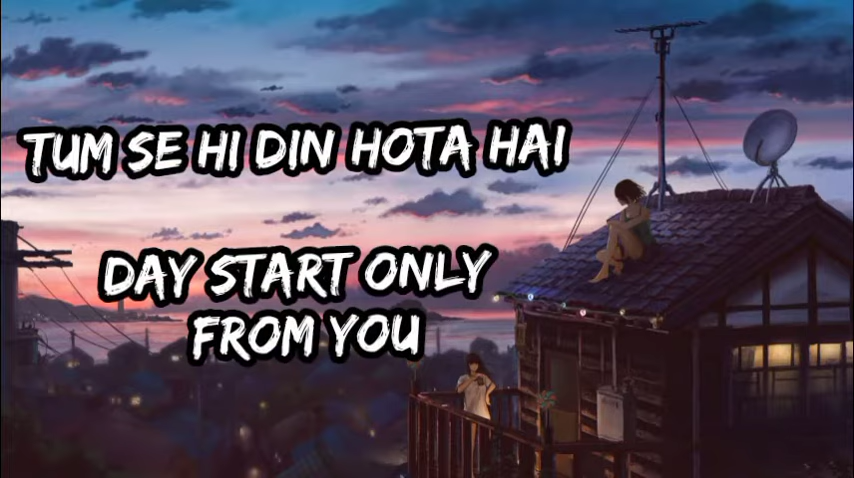 TUM SE HI DIN HOTA HAI
DAY START ONLY
FROM YOU